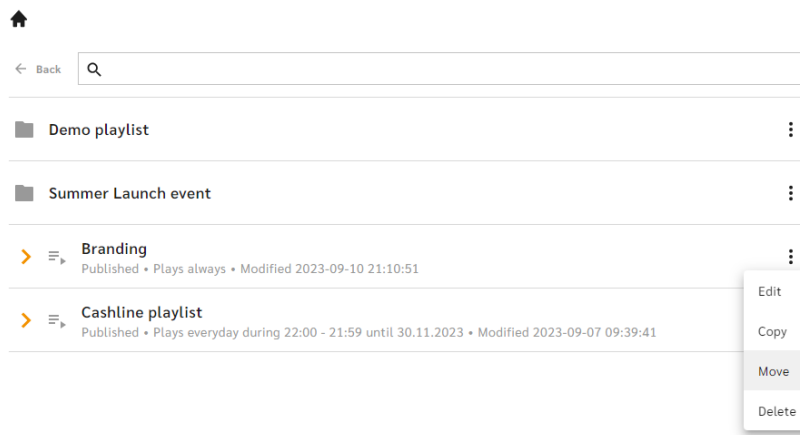 Back
Demo playlist
Summer Launch event
Branding
Published • Plays always • Modified 2023-09-10 21:10:51
Cashline playlist
Published • Plays everyday during 22:00 - 21:59 until 30.11.2023 • Modified 2023-09-07 09:39:41
Edit
Copy
Move
Delete